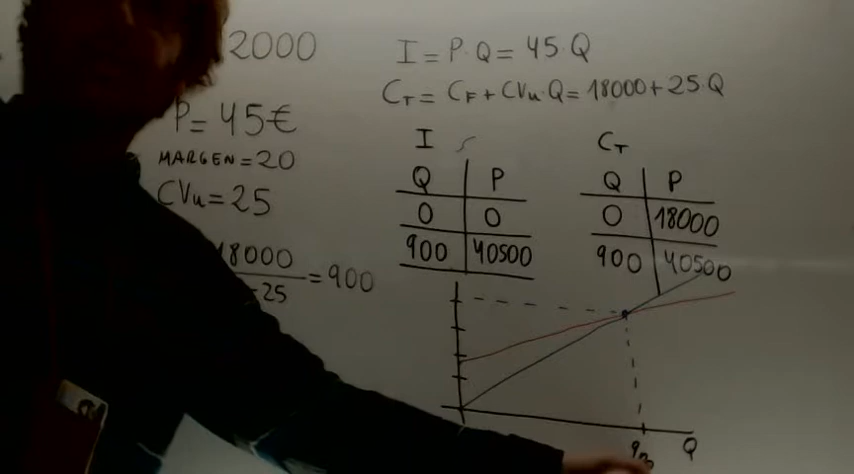 2000
P = 45€
MARGEN = 20
CVu = 25
18000
-25
= 900
I = P·Q = 45·Q
CT = CF + CVu·Q = 18000 + 25·Q
I
Q P
0 0
900 40500
CT
Q P
0 18000
900 40500
Q